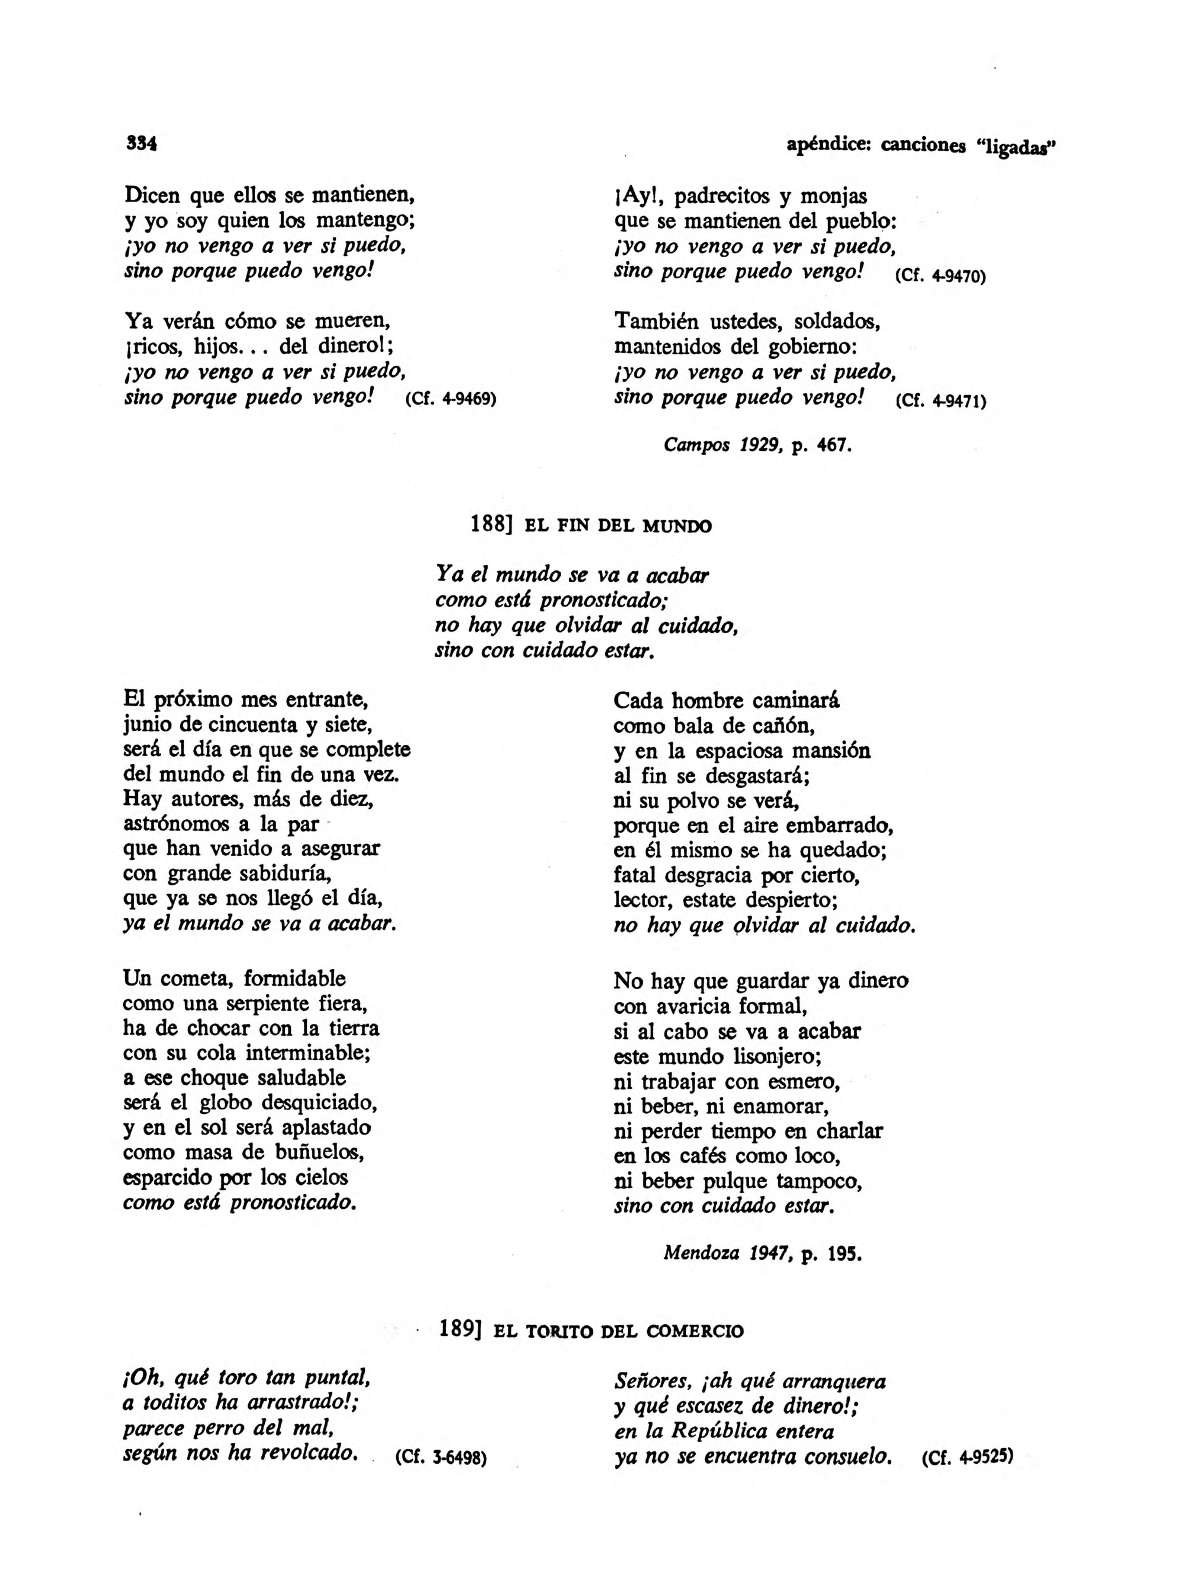 334
apéndice: canciones "ligadas"
Dicen que ellos se mantienen,
y yo soy quien los mantengo;
¡yo no vengo a ver si puedo,
sino porque puedo vengo!
Ya verán cómo se mueren,
¡ricos, hijos... del dinero!;
¡yo no vengo a ver si puedo,
sino porque puedo vengo! (Cf. 4-9469)
¡Ay!, padrecitos y monjas
que se mantienen del pueblo:
¡yo no vengo a ver si puedo,
sino porque puedo vengo! (Cf. 4-9470)
También ustedes, soldados,
mantenidos del gobierno:
¡yo no vengo a ver si puedo,
sino porque puedo vengo! (Cf. 4-9471)
Campos 1929, p. 467.
188] EL FIN DEL MUNDO
Ya el mundo se va a acabar
como está pronosticado;
no hay que olvidar al cuidado,
sino con cuidado estar.
El próximo mes entrante,
junio de cincuenta y siete,
será el día en que se complete
del mundo el fin de una vez.
Hay autores, más de diez,
astrónomos a la par
que han venido a asegurar
con grande sabiduría,
que ya se nos llegó el día,
ya el mundo se va a acabar.
Un cometa, formidable
como una serpiente fiera,
ha de chocar con la tierra
con su cola interminable;
a ese choque saludable
será el globo desquiciado,
y en el sol será aplastado
como masa de buñuelos,
esparcido por los cielos
como está pronosticado.
Cada hombre caminará
como bala de cañón,
y en la espaciosa mansión
al fin se desgastará;
ni su polvo se verá,
porque en el aire embarrado,
en él mismo se ha quedado;
fatal desgracia por cierto,
lector, estate despierto;
no hay que olvidar al cuidado.
No hay que guardar ya dinero
con avaricia formal,
si al cabo se va a acabar
este mundo lisonjero;
ni trabajar con esmero,
ni beber, ni enamorar,
ni perder tiempo en charlar
en los cafés como loco,
ni beber pulque tampoco,
sino con cuidado estar.
Mendoza 1947, p. 195.
189] EL TORITO DEL COMERCIO
¡Oh, qué toro tan puntal,
a toditos ha arrastrado!;
parece perro del mal,
según nos ha revolcado. (Cf. 3-6498)
Señores, ¡ah qué arranquera
y qué escasez de dinero!;
en la República entera
ya no se encuentra consuelo. (Cf. 4-9525)